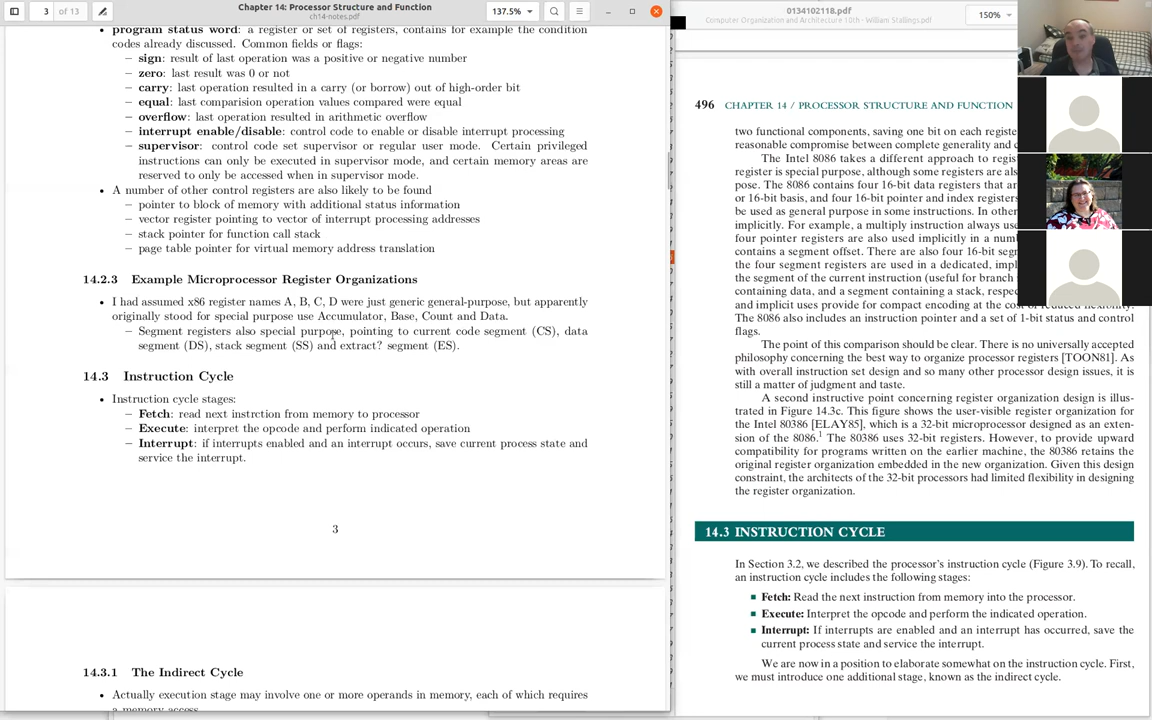 Chapter 14: Processor Structure and Function
ch14-notes.pdf
3 of 13
137.5%
• program status word: a register or set of registers, contains for example the condition
codes already discussed. Common fields or flags:
– sign: result of last operation was a positive or negative number
– zero: last result was 0 or not
– carry: last operation resulted in a carry (or borrow) out of high-order bit
– equal: last comparision operation values compared were equal
– overflow: last operation resulted in arithmetic overflow
– interrupt enable/disable: control code to enable or disable interrupt processing
– supervisor: control code set supervisor or regular user mode. Certain privileged
instructions can only be executed in supervisor mode, and certain memory areas are
reserved to only be accessed when in supervisor mode.
• A number of other control registers are also likely to be found
– pointer to block of memory with additional status information
– vector register pointing to vector of interrupt processing addresses
– stack pointer for function call stack
– page table pointer for virtual memory address translation
14.2.3 Example Microprocessor Register Organizations
• I had assumed x86 register names A, B, C, D were just generic general-purpose, but apparently
originally stood for special purpose use Accumulator, Base, Count and Data.
– Segment registers also special purpose, pointing to current code segment (CS), data
segment (DS), stack segment (SS) and extract? segment (ES).
14.3 Instruction Cycle
• Instruction cycle stages:
– Fetch: read next instrction from memory to processor
– Execute: interpret the opcode and perform indicated operation
– Interrupt: if interrupts enabled and an interrupt occurs, save current process state and
service the interrupt.
3
14.3.1 The Indirect Cycle
• Actually execution stage may involve one or more operands in memory, each of which requires
a memory access.
0134102118.pdf
Computer Organization and Architecture 10th - William Stallings.pdf
150%
496 CHAPTER 14 / PROCESSOR STRUCTURE AND FUNCTION
two functional components, saving one bit on each registe
reasonable compromise between complete generality and c
The Intel 8086 takes a different approach to regis
register is special purpose, although some registers are als
pose. The 8086 contains four 16-bit data registers that ar
or 16-bit basis, and four 16-bit pointer and index registers
be used as general purpose in some instructions. In other
implicitly. For example, a multiply instruction always use
four pointer registers are also used implicitly in a num
contains a segment offset. There are also four 16-bit segr
the four segment registers are used in a dedicated, impl
the segment of the current instruction (useful for branch
containing data, and a segment containing a stack, respec
and implicit uses provide for compact encoding at the cost of reduced flexibility.
The 8086 also includes an instruction pointer and a set of 1-bit status and control
flags.
The point of this comparison should be clear. There is no universally accepted
philosophy concerning the best way to organize processor registers [TOON81]. As
with overall instruction set design and so many other processor design issues, it is
still a matter of judgment and taste.
A second instructive point concerning register organization design is illus-
trated in Figure 14.3c. This figure shows the user-visible register organization for
the Intel 80386 [ELAY85], which is a 32-bit microprocessor designed as an exten-
sion of the 8086.1 The 80386 uses 32-bit registers. However, to provide upward
compatibility for programs written on the earlier machine, the 80386 retains the
original register organization embedded in the new organization. Given this design
constraint, the architects of the 32-bit processors had limited flexibility in designing
the register organization.
14.3 INSTRUCTION CYCLE
In Section 3.2, we described the processor's instruction cycle (Figure 3.9). To recall,
an instruction cycle includes the following stages:
■ Fetch: Read the next instruction from memory into the processor.
■ Execute: Interpret the opcode and perform the indicated operation.
■ Interrupt: If interrupts are enabled and an interrupt has occurred, save the
current process state and service the interrupt.
We are now in a position to elaborate somewhat on the instruction cycle. First,
we must introduce one additional stage, known as the indirect cycle.